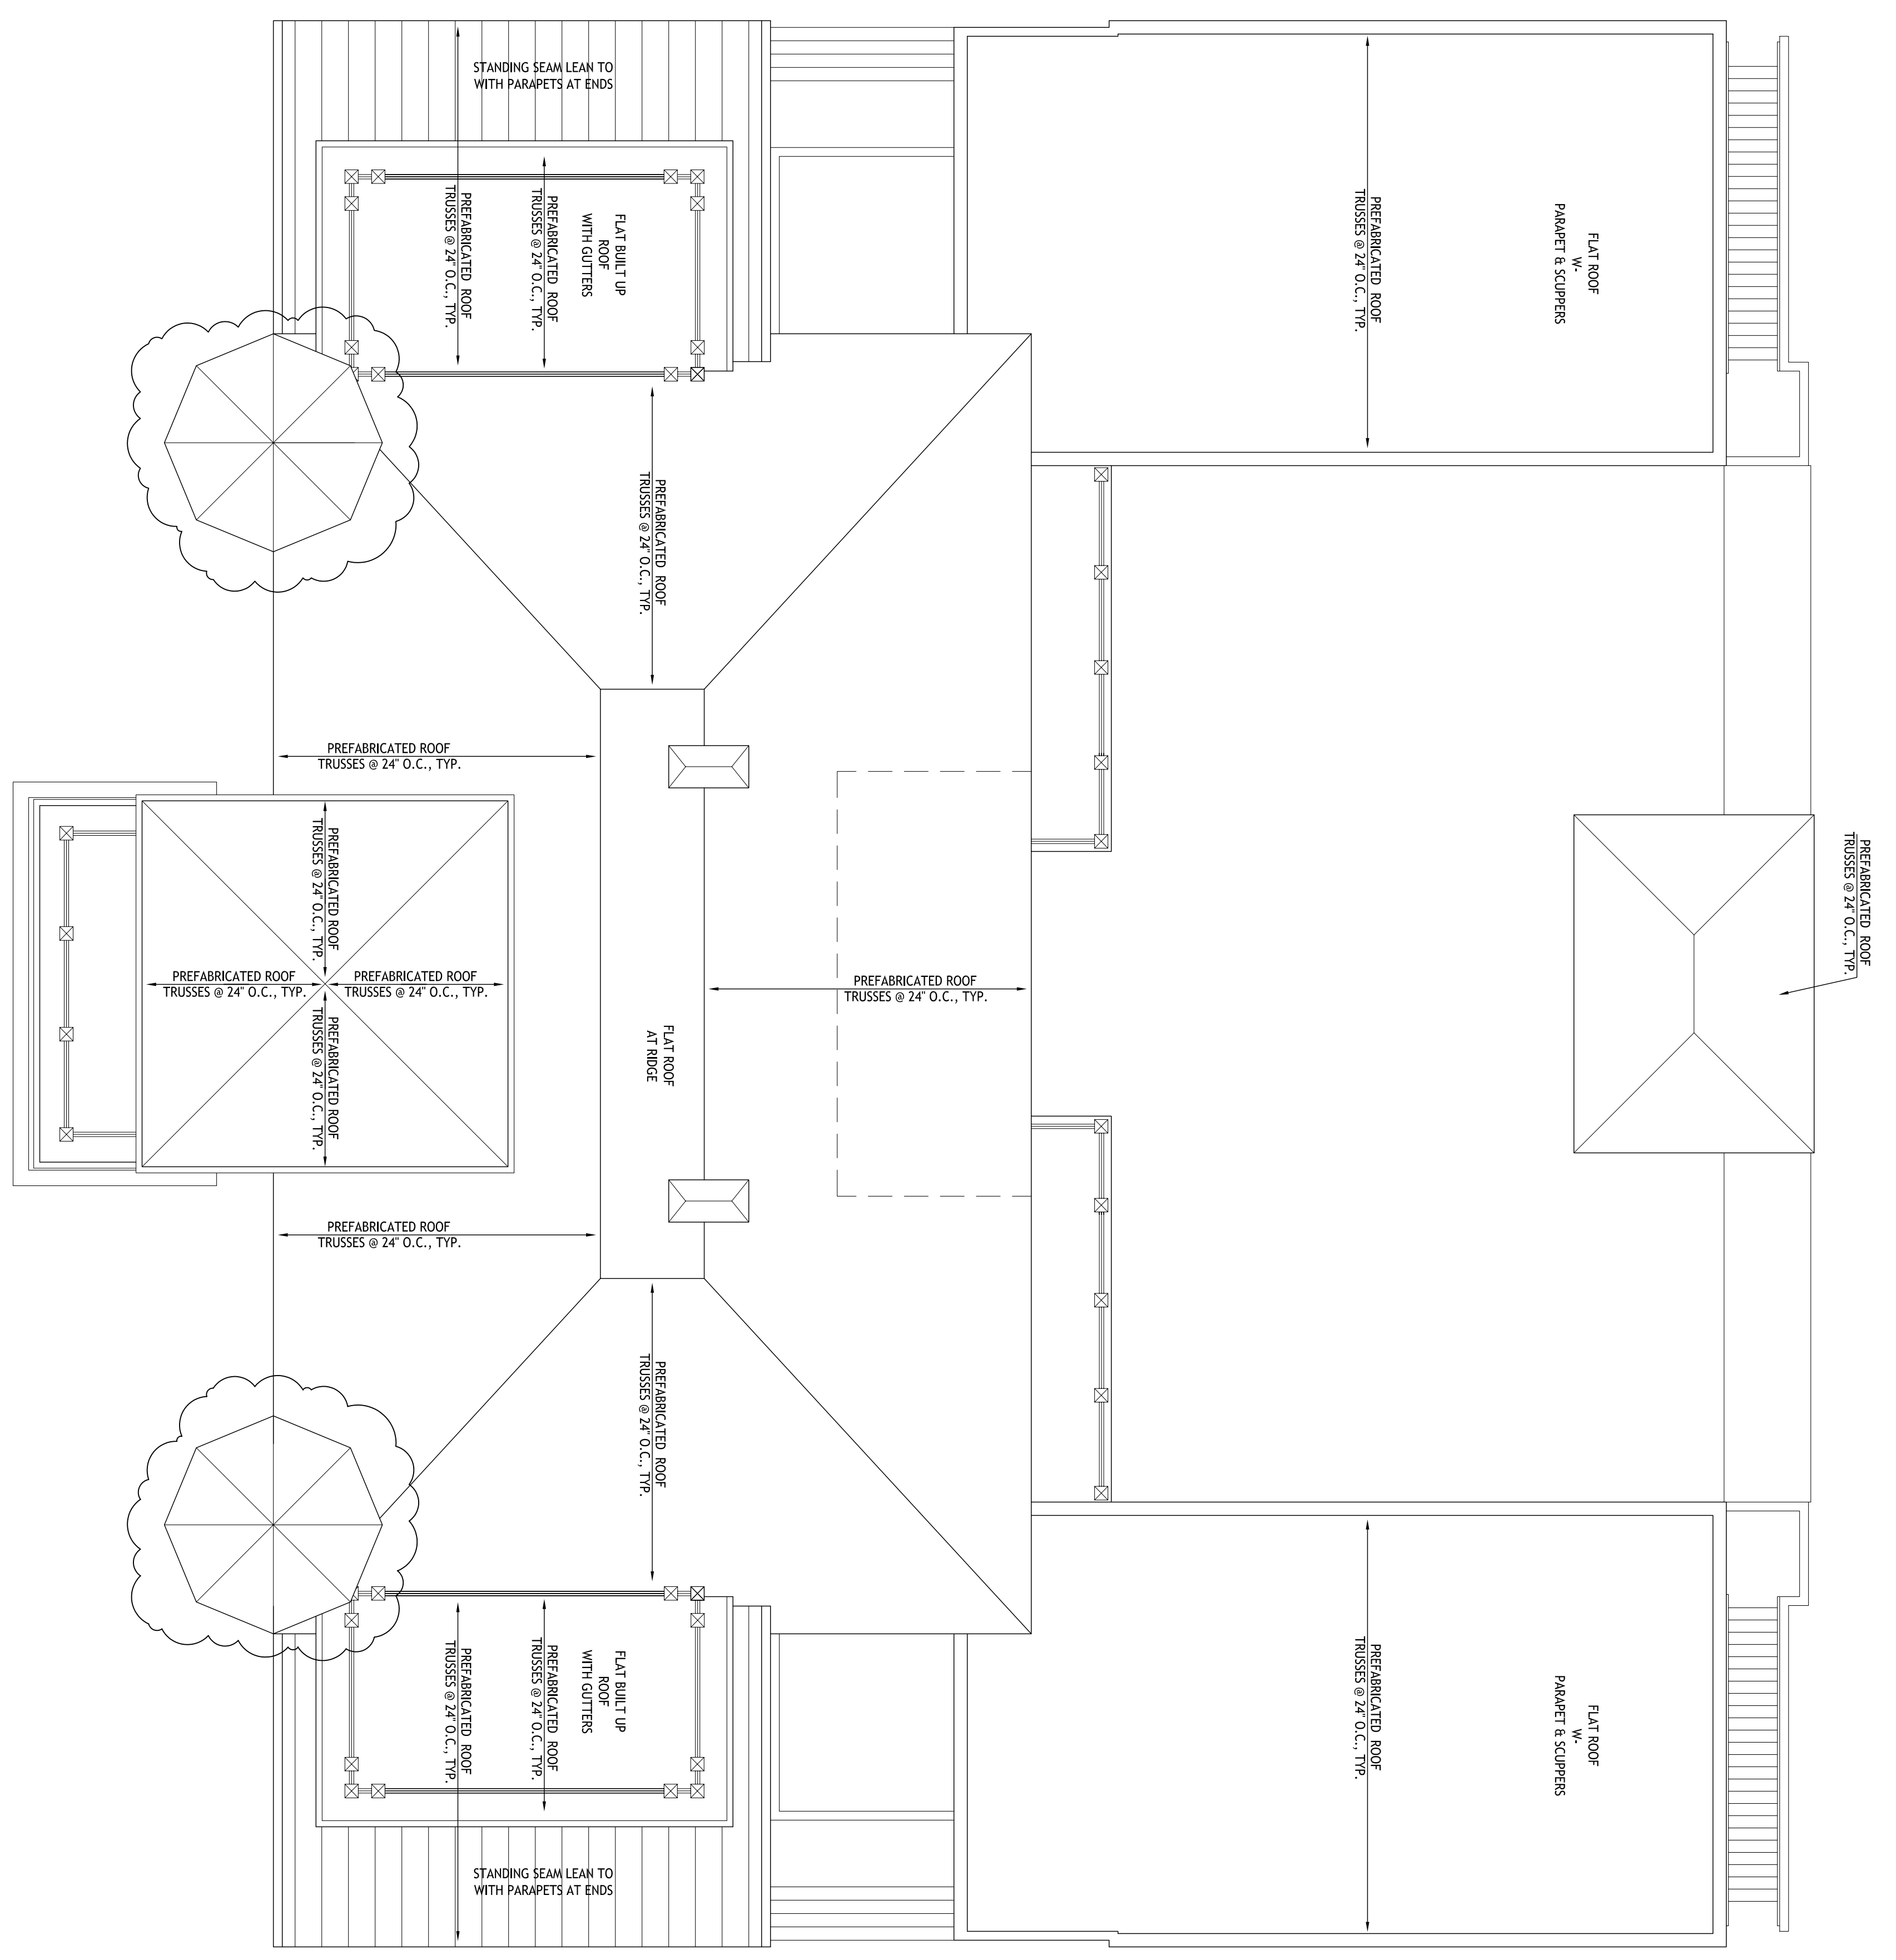 STANDING SEAM LEAN TO
WITH PARAPETS AT ENDS
PREFABRICATED ROOF
TRUSSES @ 24" O.C., TYP.
PREFABRICATED ROOF
TRUSSES @ 24" O.C., TYP.
FLAT BUILT UP
ROOF
WITH GUTTERS
PREFABRICATED ROOF
TRUSSES @ 24" O.C., TYP.
FLAT ROOF
W-
PARAPET & SCUPPERS
PREFABRICATED ROOF
TRUSSES @ 24" O.C., TYP.
PREFABRICATED ROOF
TRUSSES @ 24" O.C., TYP.
PREFABRICATED ROOF
TRUSSES @ 24" O.C., TYP.
PREFABRICATED ROOF
TRUSSES @ 24" O.C., TYP.
PREFABRICATED ROOF
TRUSSES @ 24" O.C., TYP.
PREFABRICATED ROOF
TRUSSES @ 24" O.C., TYP.
PREFABRICATED ROOF
TRUSSES @ 24" O.C., TYP.
PREFABRICATED ROOF
TRUSSES @ 24" O.C., TYP.
FLAT ROOF
AT RIDGE
PREFABRICATED ROOF
TRUSSES @ 24" O.C., TYP.
PREFABRICATED ROOF
TRUSSES @ 24" O.C., TYP.
PREFABRICATED ROOF
TRUSSES @ 24" O.C., TYP.
PREFABRICATED ROOF
TRUSSES @ 24" O.C., TYP.
FLAT BUILT UP
ROOF
WITH GUTTERS
PREFABRICATED ROOF
TRUSSES @ 24" O.C., TYP.
FLAT ROOF
W-
PARAPET & SCUPPERS
STANDING SEAM LEAN TO
WITH PARAPETS AT ENDS